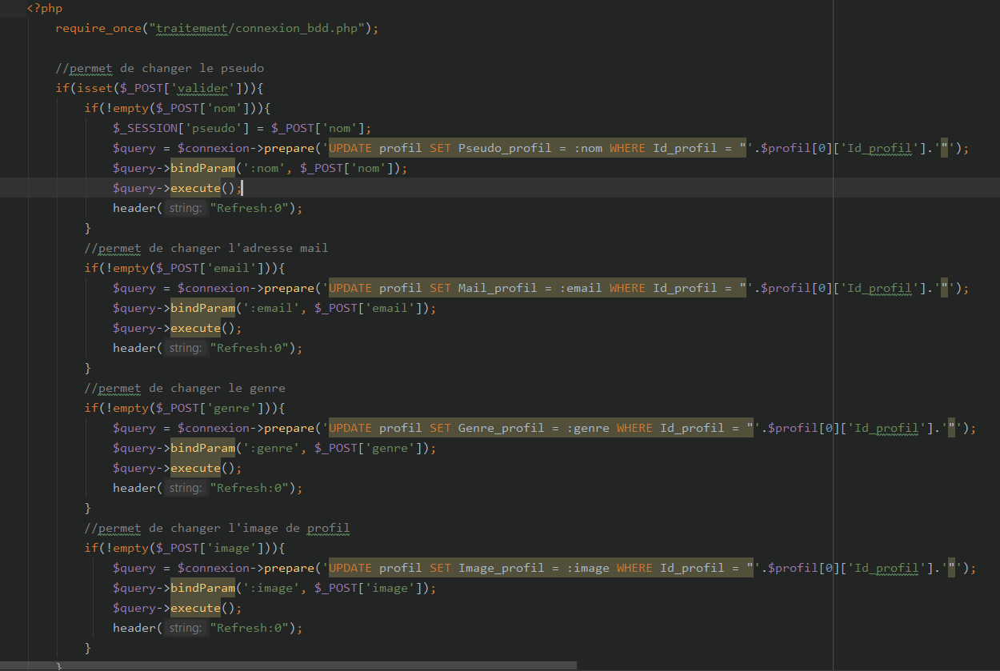 <?php
require_once("traitement/connexion_bdd.php");
//permet de changer le pseudo
if(isset($_POST['valider'])){
if(!empty($_POST['nom'])){
$_SESSION['pseudo'] = $_POST['nom'];
$query = $connexion->prepare('UPDATE profil SET Pseudo_profil = :nom WHERE Id_profil = "'.$profil[0]['Id_profil'].'"');
$query->bindParam(':nom', $_POST['nom']);
$query->execute();
header( string: "Refresh:0");
}
//permet de changer l'adresse mail
if(!empty($_POST['email'])){
$query = $connexion->prepare('UPDATE profil SET Mail_profil = :email WHERE Id_profil = "'.$profil[0]['Id_profil'].'"');
$query->bindParam(':email', $_POST['email']);
$query->execute();
header( string: "Refresh:0");
}
//permet de changer le genre
if(!empty($_POST['genre'])){
$query = $connexion->prepare('UPDATE profil SET Genre_profil = :genre WHERE Id_profil = "'.$profil[0]['Id_profil'].'"');
$query->bindParam(':genre', $_POST['genre']);
$query->execute();
header( string: "Refresh:0");
}
//permet de changer l'image de profil
if(!empty($_POST['image'])){
$query = $connexion->prepare('UPDATE profil SET Image_profil = :image WHERE Id_profil = "'.$profil[0]['Id_profil'].'"');
$query->bindParam(':image', $_POST['image']);
$query->execute();
header( string: "Refresh:0");
}
}